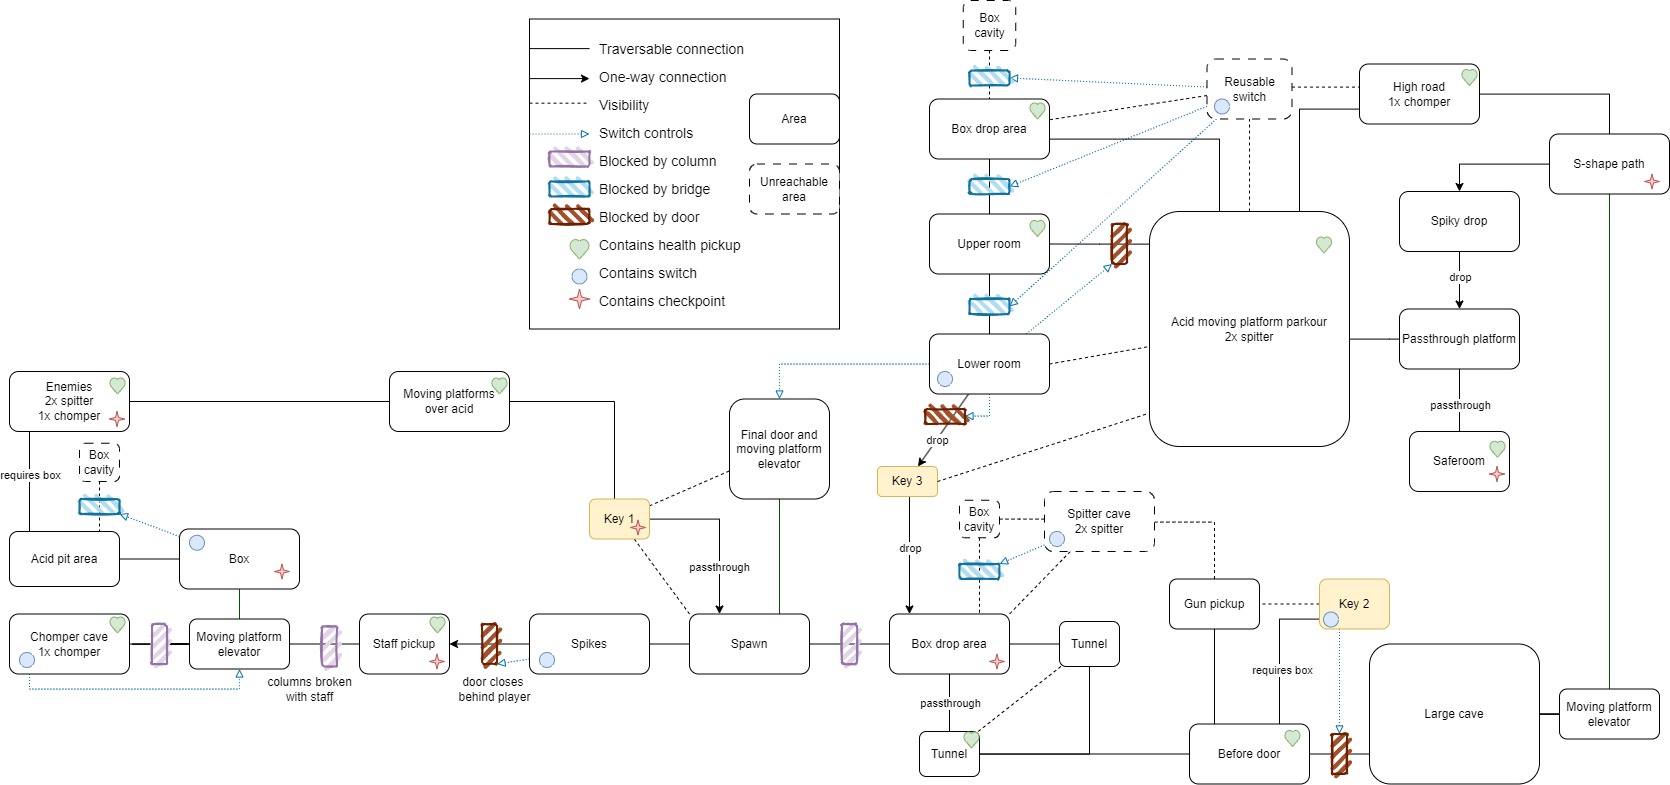 Traversable connection
One-way connection
Visibility
Switch controls
Blocked by column
Blocked by bridge
Blocked by door
Contains health pickup
Contains switch
Contains checkpoint
Area
Unreachable
area
Box
cavity
Reusable
switch
High road
1x chomper
Box drop area
S-shape path
Spiky drop
Upper room
drop
Acid moving platform parkour
2x spitter
Passthrough platform
Lower room
passthrough
Enemies
2x spitter
1x chomper
Moving platforms
over acid
Final door and
moving platform
elevator
drop
Saferoom
Box
cavity
requires box
Key 3
Key 1
Box
cavity
Spitter cave
2x spitter
drop
Acid pit area
Box
passthrough
Gun pickup
Key 2
Chomper cave
1x chomper
Moving platform
elevator
Staff pickup
Spikes
Spawn
Box drop area
Tunnel
columns broken
with staff
door closes
behind player
requires box
passthrough
Large cave
Moving platform
elevator
Tunnel
Before door